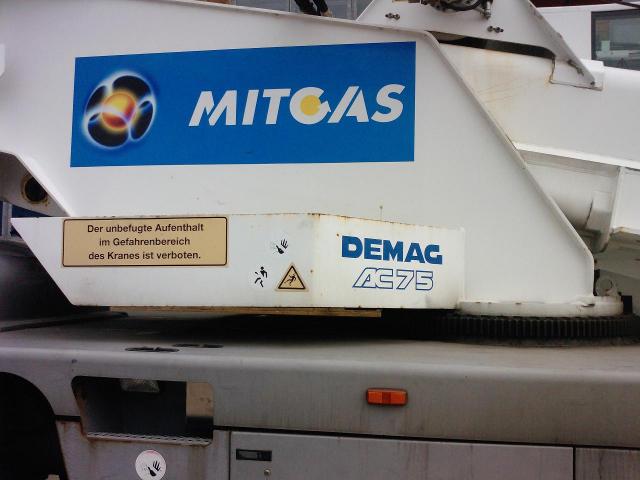 MITGAS
Der unbefugte Aufenthalt
im Gefahrenbereich
des Kranes ist verboten.
DEMAG
AC75